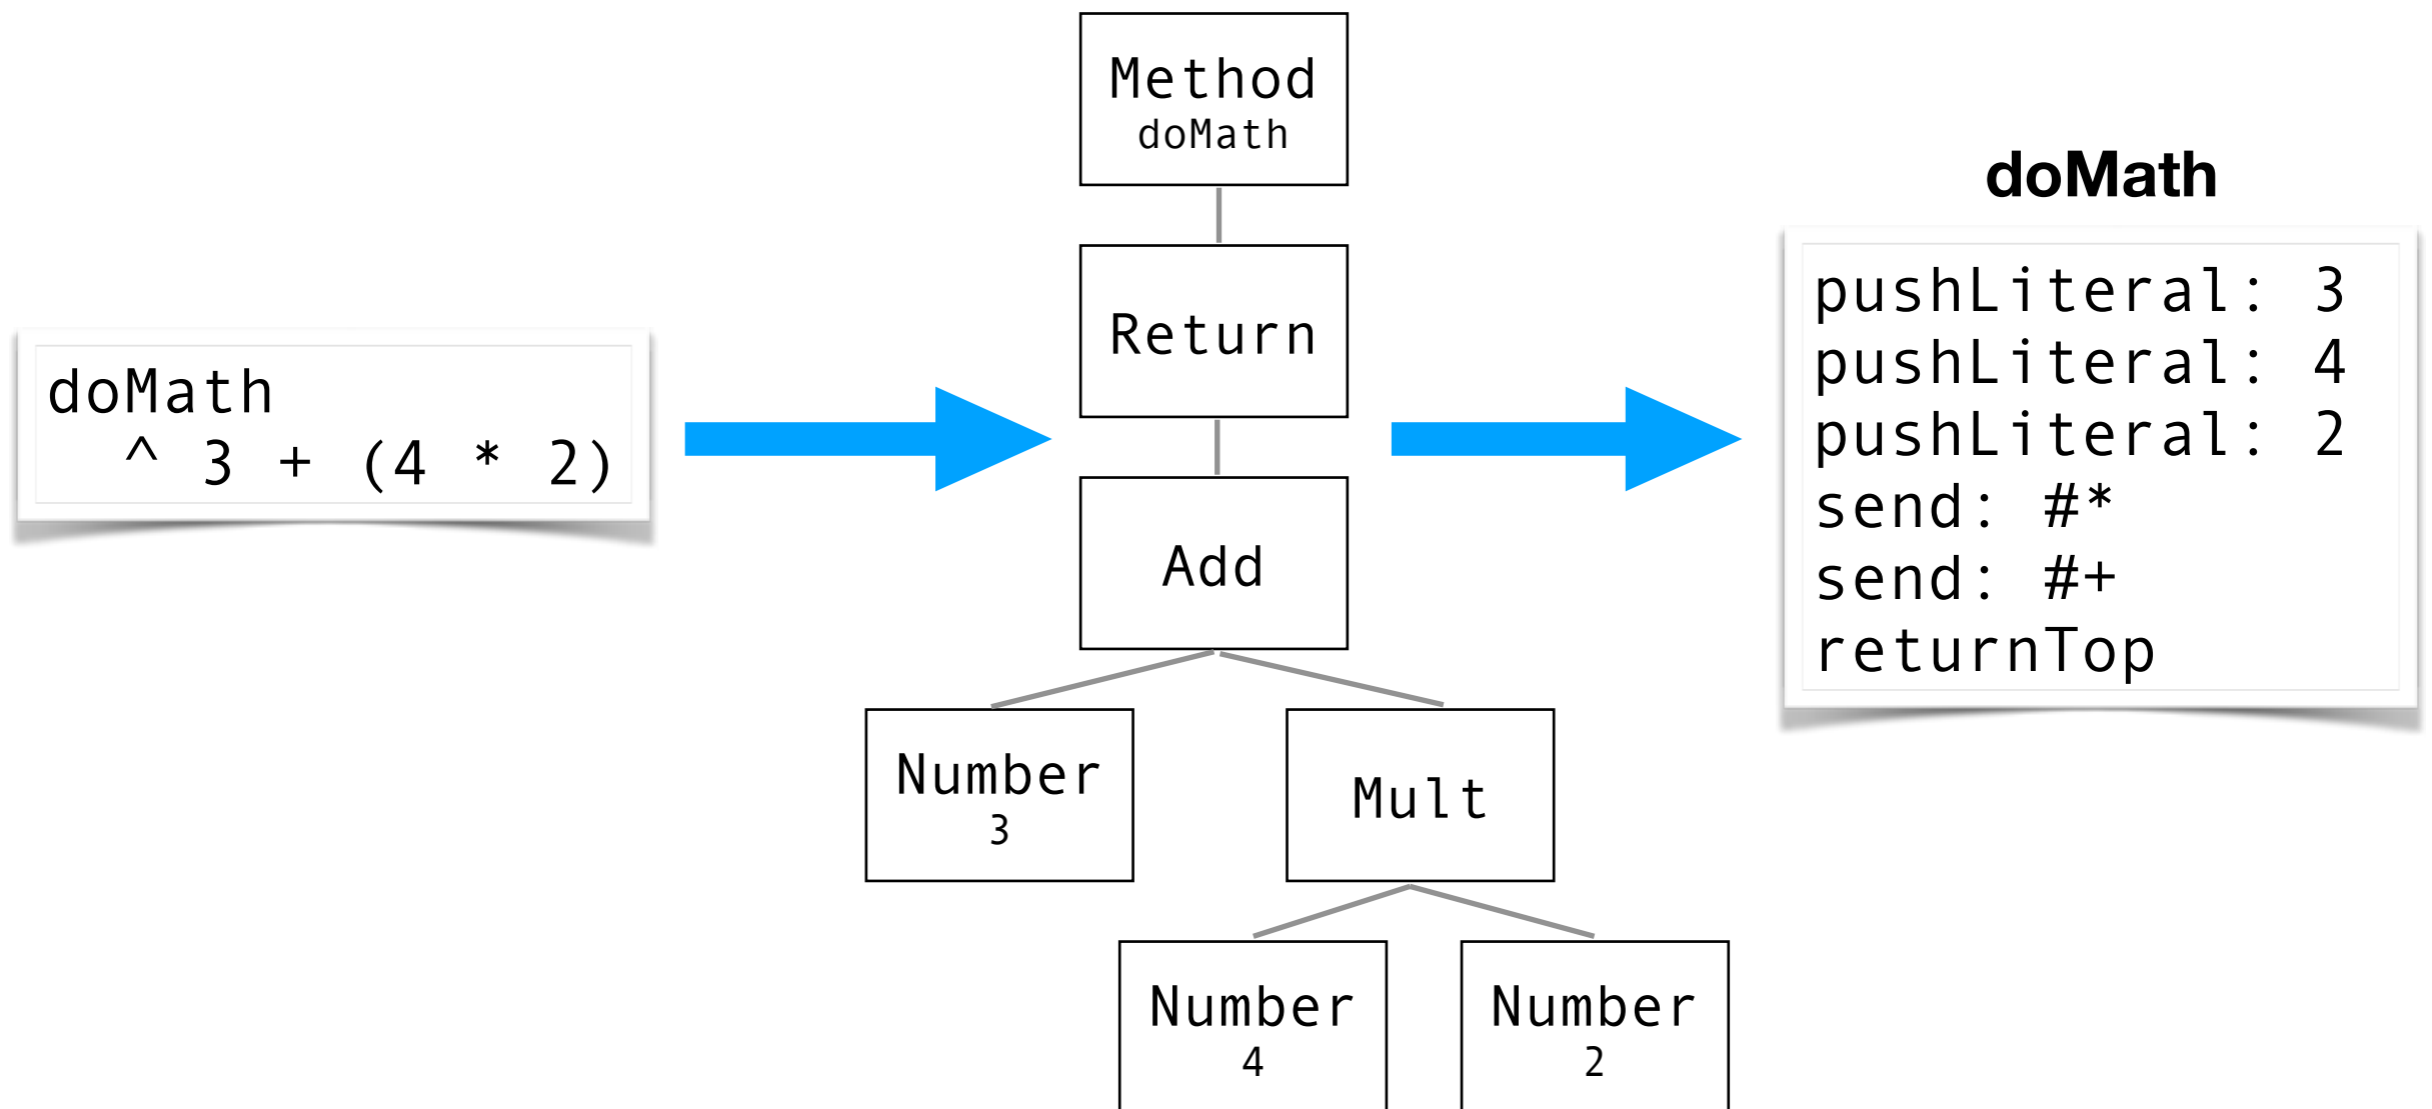 doMath
^ 3 + (4 * 2)
Method
doMath
Return
Add
Number
3
Mult
Number
4
Number
2
doMath
pushLiteral: 3
pushLiteral: 4
pushLiteral: 2
send: #*
send: #+
returnTop